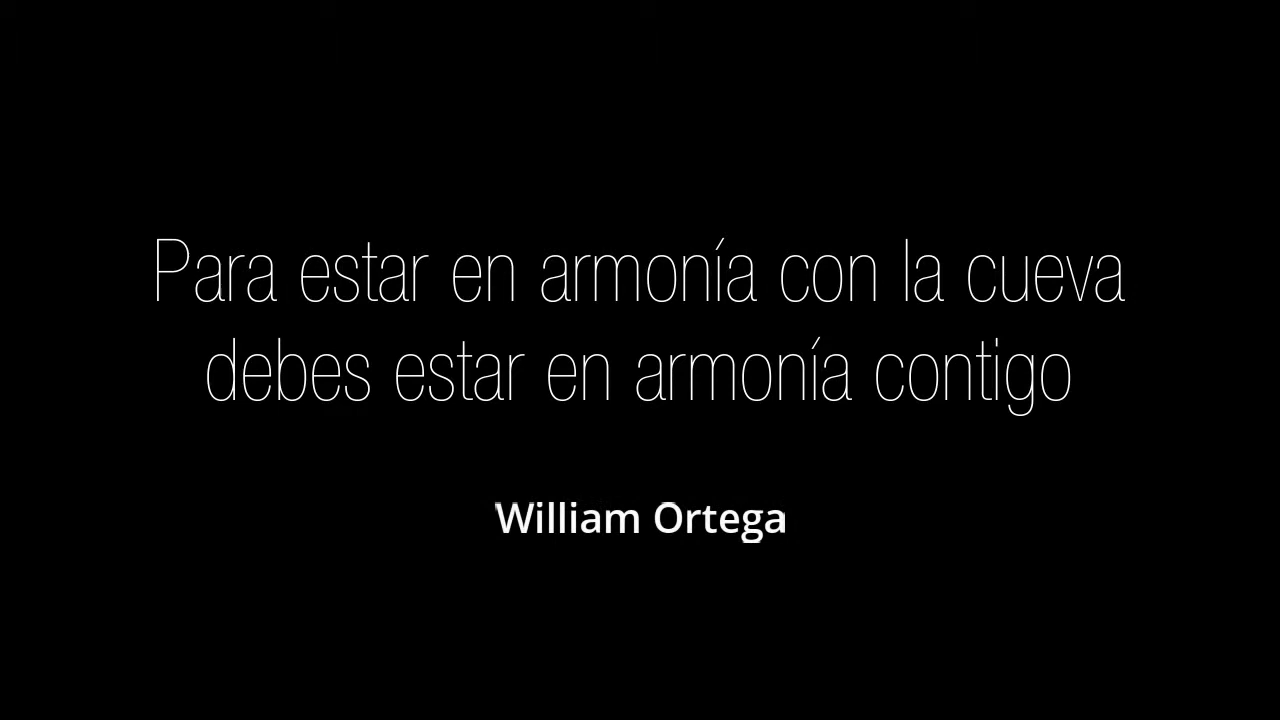 Para estar en armonía con la cueva
debes estar en armonía contigo
William Ortega